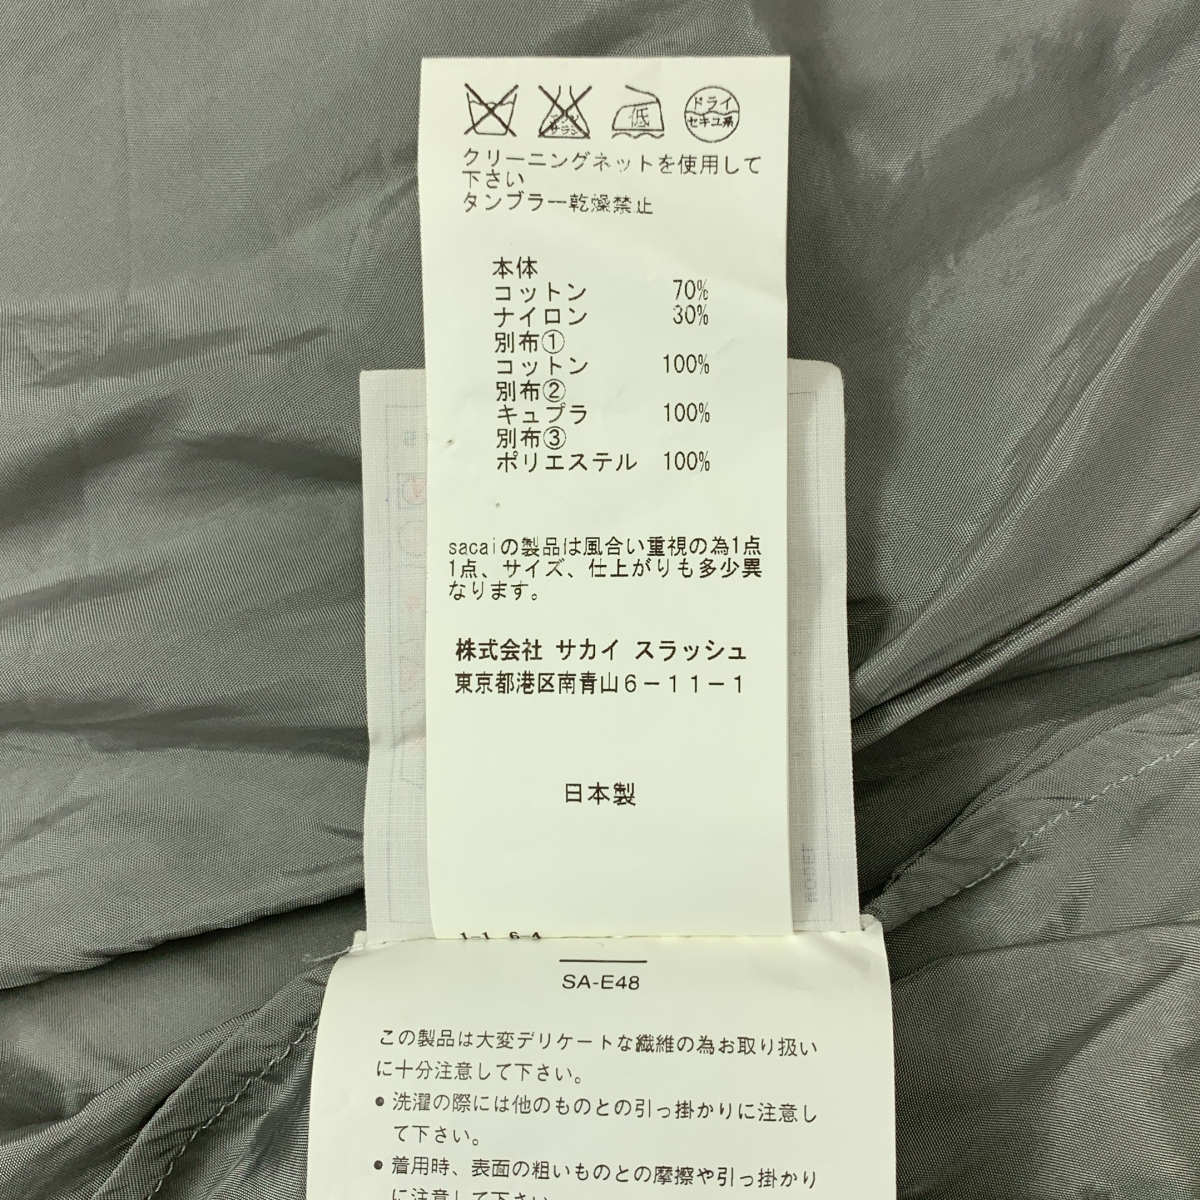 低
ドライ
セキユ系
クリーニングネットを使用して
下さい
タンブラー乾燥禁止
本体
コットン 70%
ナイロン 30%
別布①
コットン 100%
別布②
キュプラ 100%
別布③
ポリエステル 100%
sacaiの製品は風合い重視の為1点
1点、サイズ、仕上がりも多少異
なります。
株式会社 サカイ スラッシュ
東京都港区南青山6-11-1
日本製
SA-E48
この製品は大変デリケートな繊維の為お取り扱い
に十分注意して下さい。
● 洗濯の際には他のものとの引っ掛かりに注意し
て下さい。
● 着用時、表面の粗いものとの摩擦や引っ掛かり
に注意して下さい